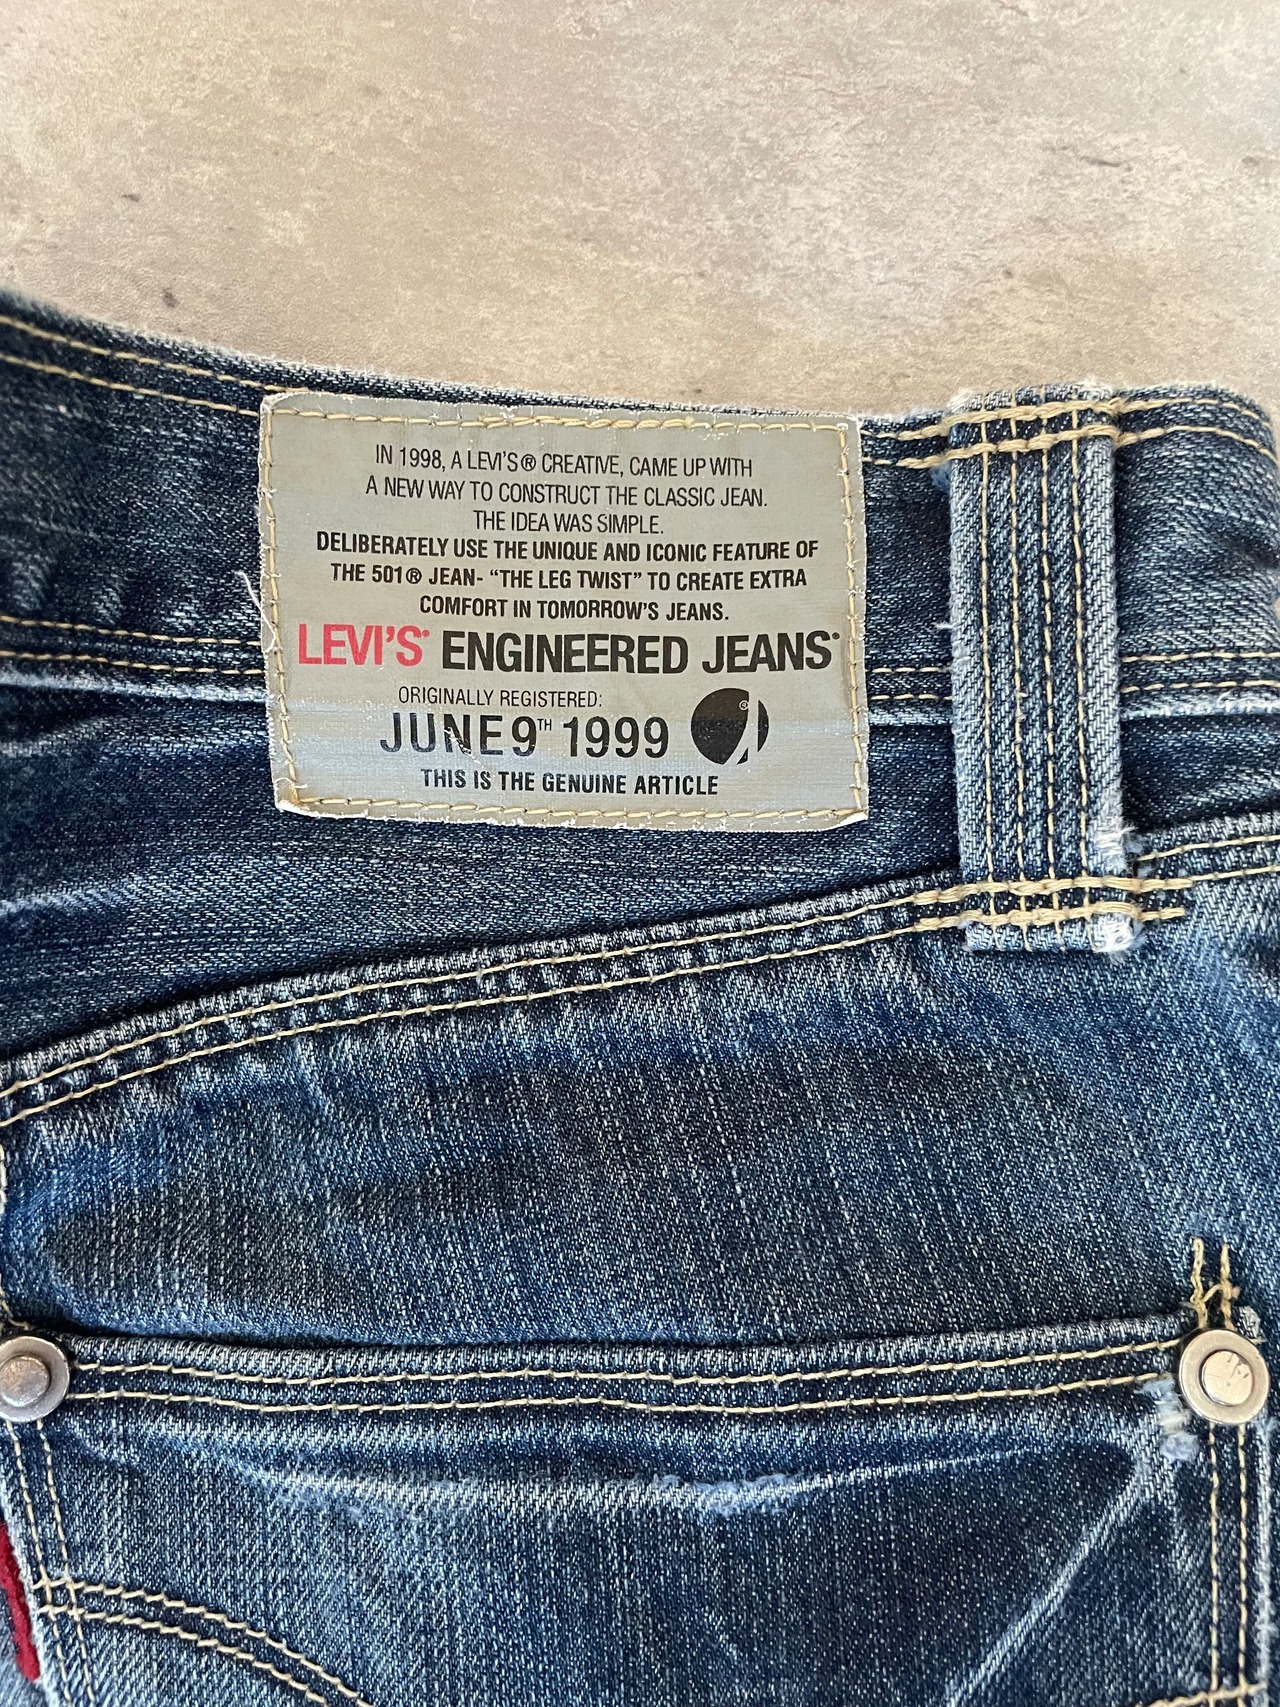 IN 1998, A LEVI'S® CREATIVE, CAME UP WITH
A NEW WAY TO CONSTRUCT THE CLASSIC JEAN.
THE IDEA WAS SIMPLE.
DELIBERATELY USE THE UNIQUE AND ICONIC FEATURE OF
THE 501® JEAN- “THE LEG TWIST” TO CREATE EXTRA
COMFORT IN TOMORROW'S JEANS.
LEVI'S® ENGINEERED JEANS®
ORIGINALLY REGISTERED:
JUNE 9TH 1999 ®
THIS IS THE GENUINE ARTICLE